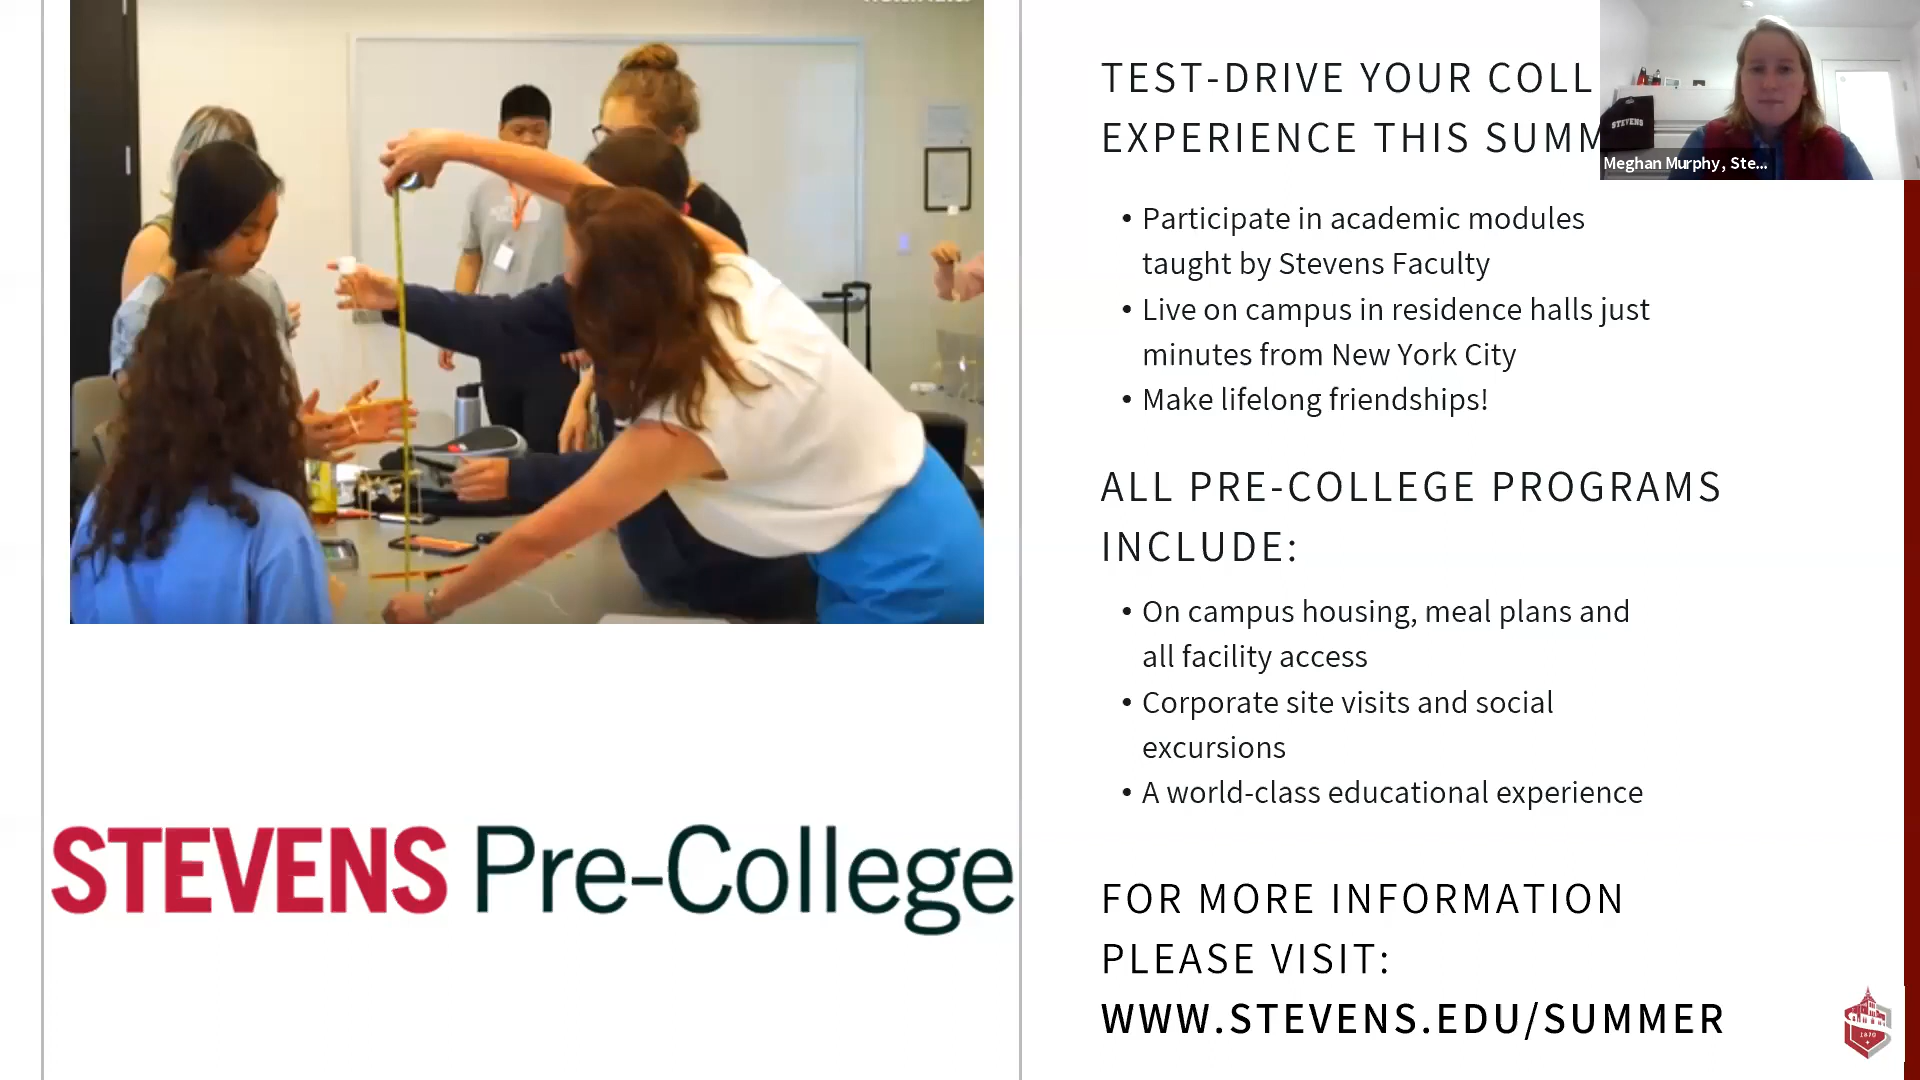 TEST-DRIVE YOUR COLL
EXPERIENCE THIS SUMM
STEVENS
Meghan Murphy, Ste...
• Participate in academic modules
taught by Stevens Faculty
• Live on campus in residence halls just
minutes from New York City
• Make lifelong friendships!
ALL PRE-COLLEGE PROGRAMS
INCLUDE:
• On campus housing, meal plans and
all facility access
• Corporate site visits and social
excursions
• A world-class educational experience
STEVENS Pre-College
FOR MORE INFORMATION
PLEASE VISIT:
WWW.STEVENS.EDU/SUMMER
1870